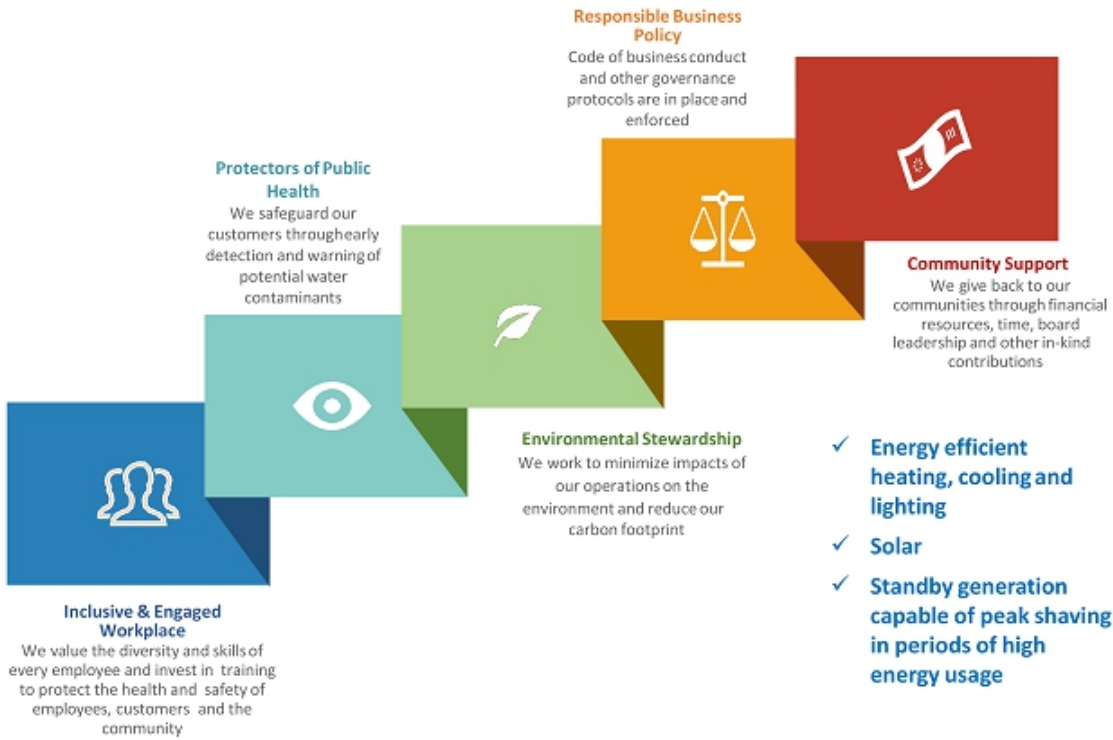 Responsible Business
Policy
Code of business conduct
and other governance
protocols are in place and
enforced
Protectors of Public
Health
We safeguard our
customers through early
detection and warning of
potential water
contaminants
Community Support
We give back to our
communities through financial
resources, time, board
leadership and other in-kind
contributions
Environmental Stewardship
We work to minimize impacts of
our operations on the
environment and reduce our
carbon footprint
Inclusive & Engaged
Workplace
We value the diversity and skills of
every employee and invest in training
to protect the health and safety of
employees, customers and the
community
✓ Energy efficient
heating, cooling and
lighting
✓ Solar
✓ Standby generation
capable of peak shaving
in periods of high
energy usage